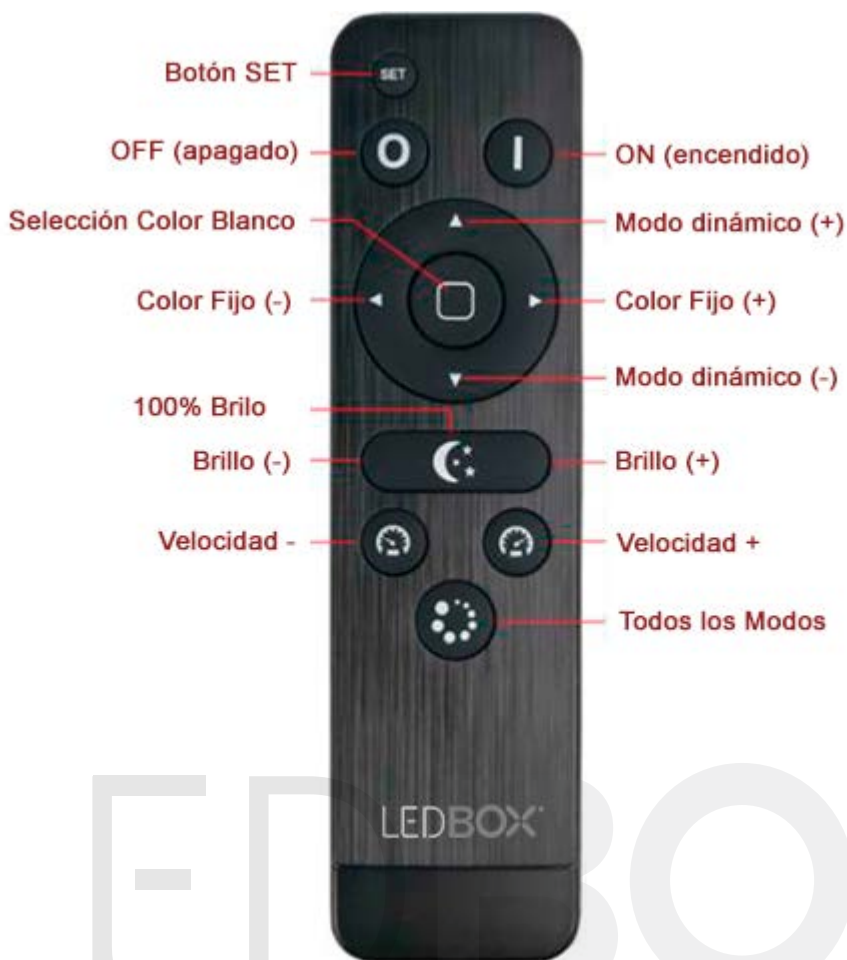 Botón SET
SET
OFF (apagado)
O
I
ON (encendido)
Selección Color Blanco
Modo dinámico (+)
Color Fijo (-)
Color Fijo (+)
Modo dinámico (-)
100% Brilo
Brillo (-)
Brillo (+)
Velocidad -
Velocidad +
Todos los Modos
LEDBOX
LEDBO